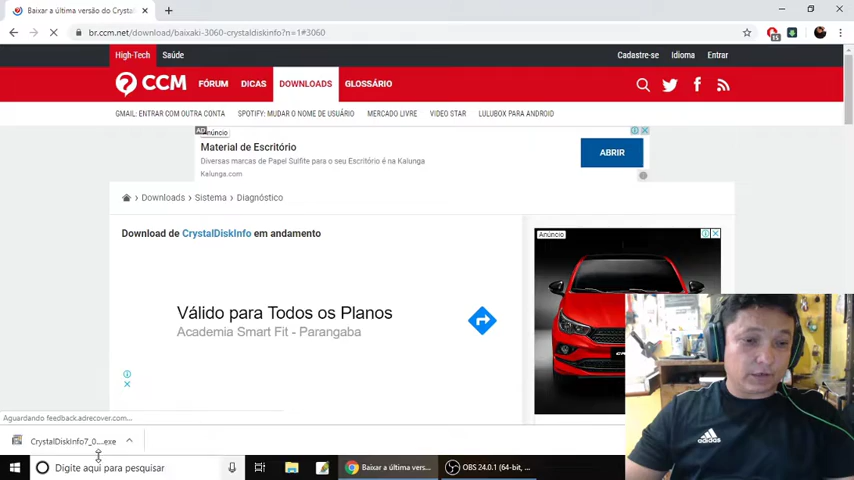 Baixar a última versão do Crysta
br.ccm.net/download/baixaki-3060-crystaldiskinfo?n=1#3060
15
High-Tech Saúde Cadastre-se Idioma Entrar
? CCM FÓRUM DICAS DOWNLOADS GLOSSÁRIO
GMAIL: ENTRAR COM OUTRA CONTA SPOTIFY: MUDAR O NOME DE USUÁRIO MERCADO LIVRE VIDEO STAR LULUBOX PARA ANDROID
AD Anúncio
Material de Escritório
Diversas marcas de Papel Sulfite para o seu Escritório é na Kalunga
Kalunga.com
ABRIR
Downloads › Sistema › Diagnóstico
Download de CrystalDiskInfo em andamento
Anúncio
Válido para Todos os Planos
Academia Smart Fit - Parangaba
adidas
Aguardando feedback.adrecover.com...
CrystalDiskInfo7_0....exe
Digite aqui para pesquisar
Baixar a última vers...
OBS 24.0.1 (64-bit, ...